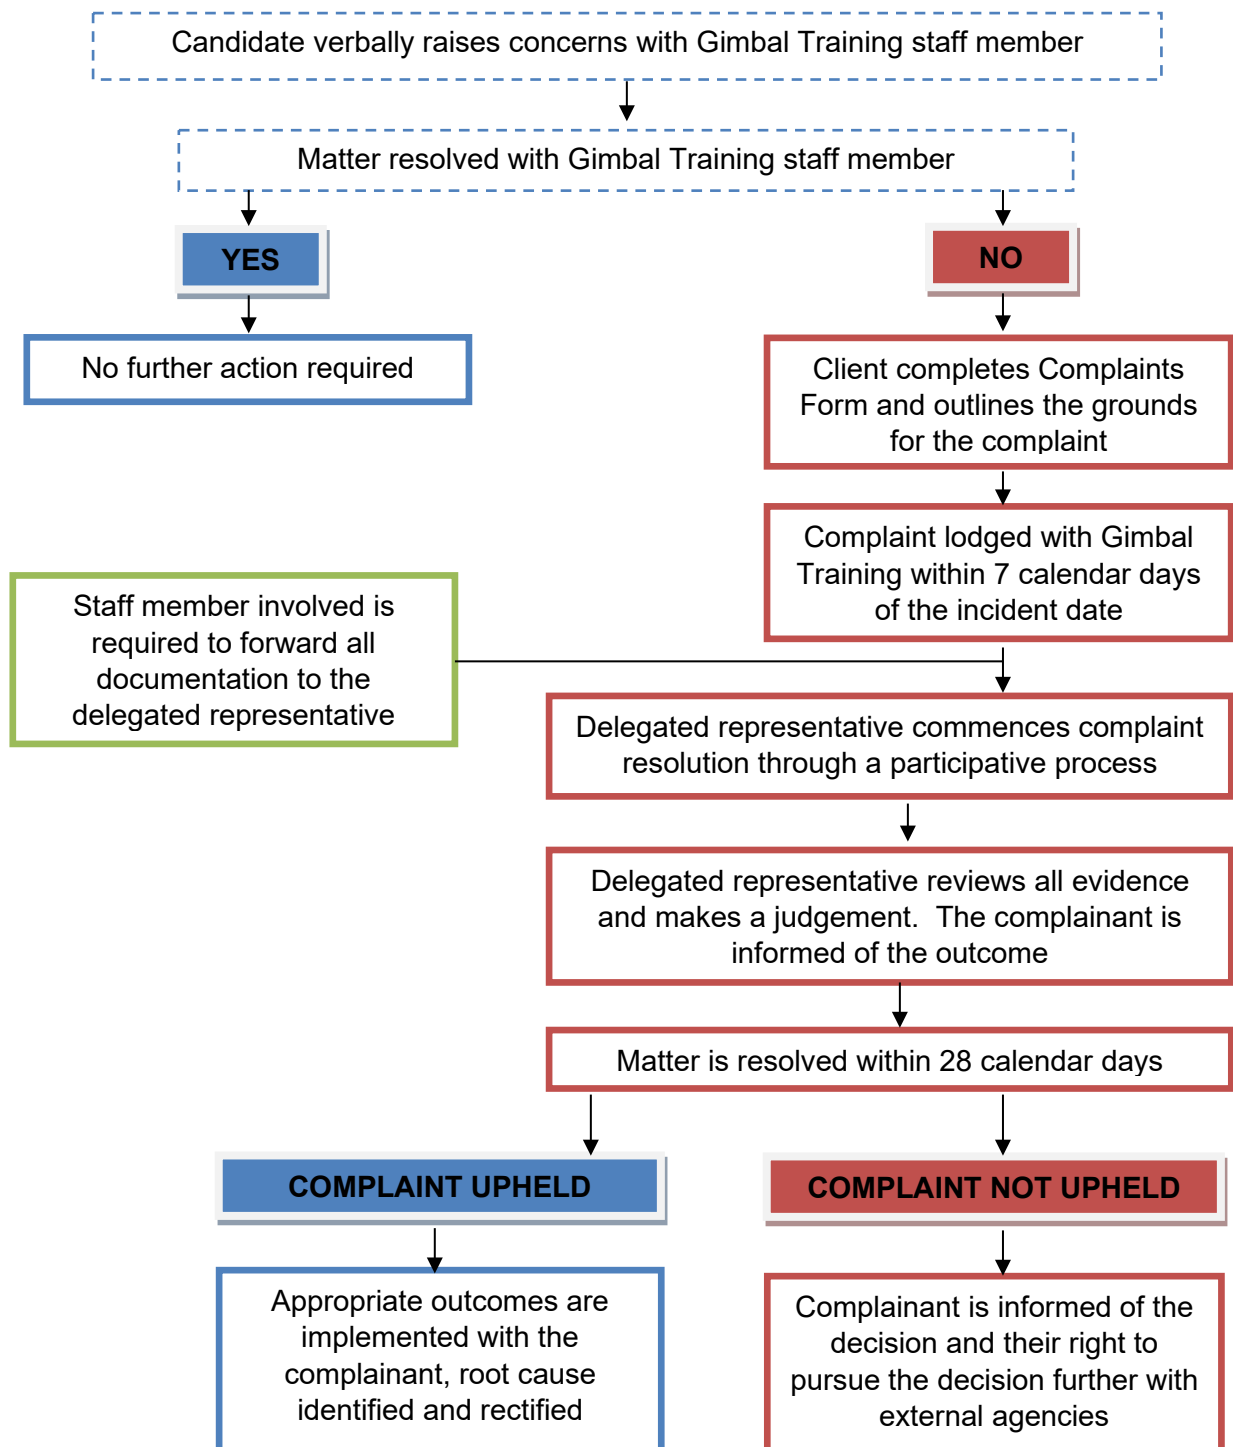 Candidate verbally raises concerns with Gimbal Training staff member
Matter resolved with Gimbal Training staff member
YES
NO
No further action required
Client completes Complaints
Form and outlines the grounds
for the complaint
Complaint lodged with Gimbal
Training within 7 calendar days
of the incident date
Staff member involved is
required to forward all
documentation to the
delegated representative
Delegated representative commences complaint
resolution through a participative process
Delegated representative reviews all evidence
and makes a judgement.  The complainant is
informed of the outcome
Matter is resolved within 28 calendar days
COMPLAINT UPHELD
COMPLAINT NOT UPHELD
Appropriate outcomes are
implemented with the
complainant, root cause
identified and rectified
Complainant is informed of the
decision and their right to
pursue the decision further with
external agencies